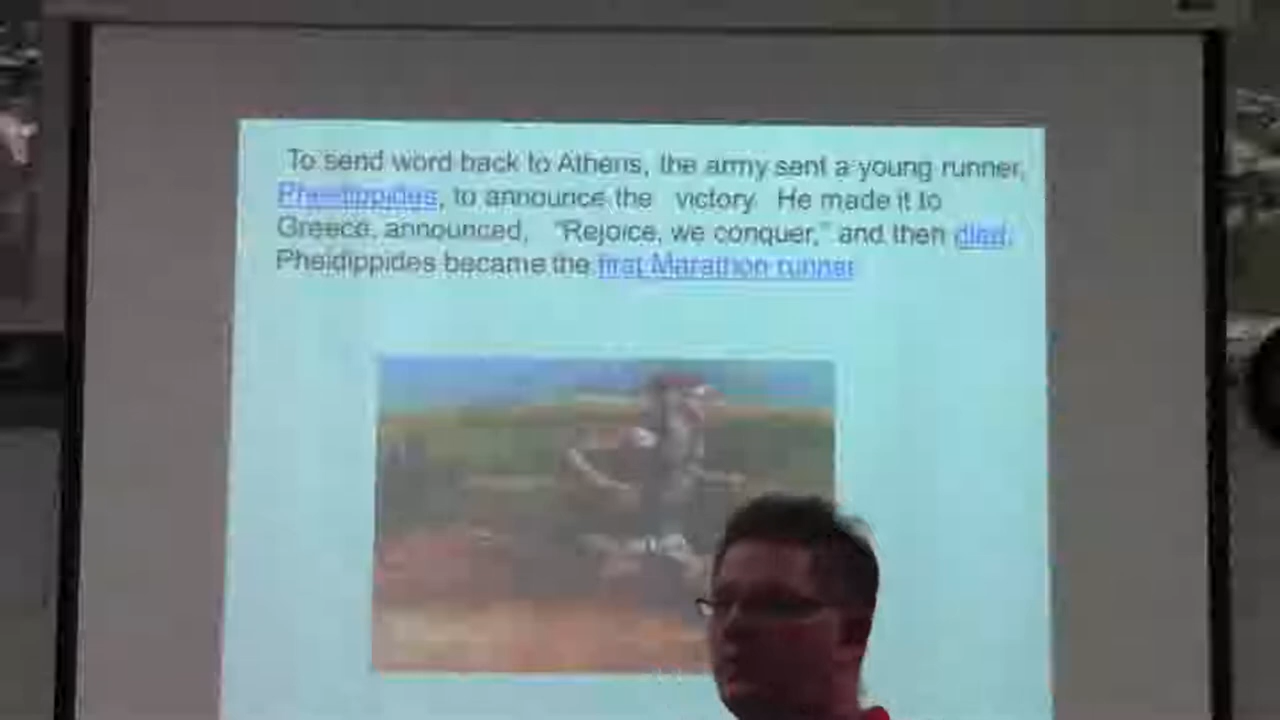 To send word back to Athens, the army sent a young runner,
Pheidippides, to announce the victory. He made it to
Greece, announced, "Rejoice, we conquer," and then died.
Pheidippides became the first Marathon runner